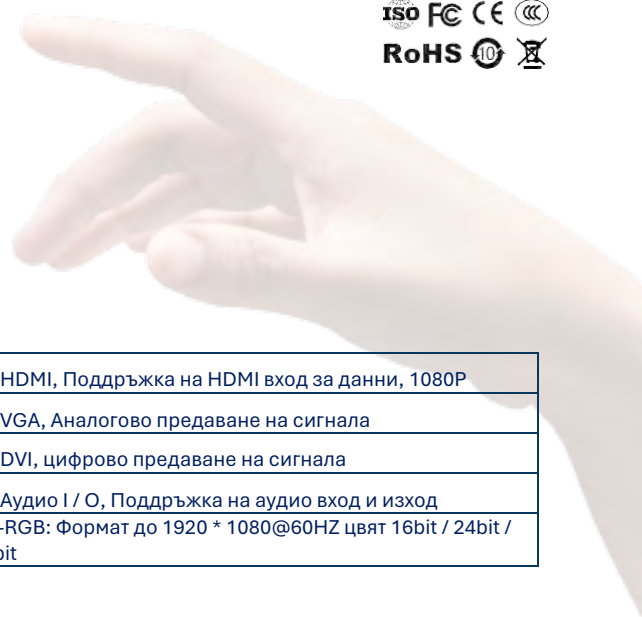 ISO FC CE CCC
RoHS 10
HDMI, Поддръжка на HDMI вход за данни, 1080P
VGA, Аналогово предаване на сигнала
DVI, цифрово предаване на сигнала
Аудио I / O, Поддръжка на аудио вход и изход
-RGB: Формат до 1920 * 1080@60HZ цвят 16bit / 24bit /
bit